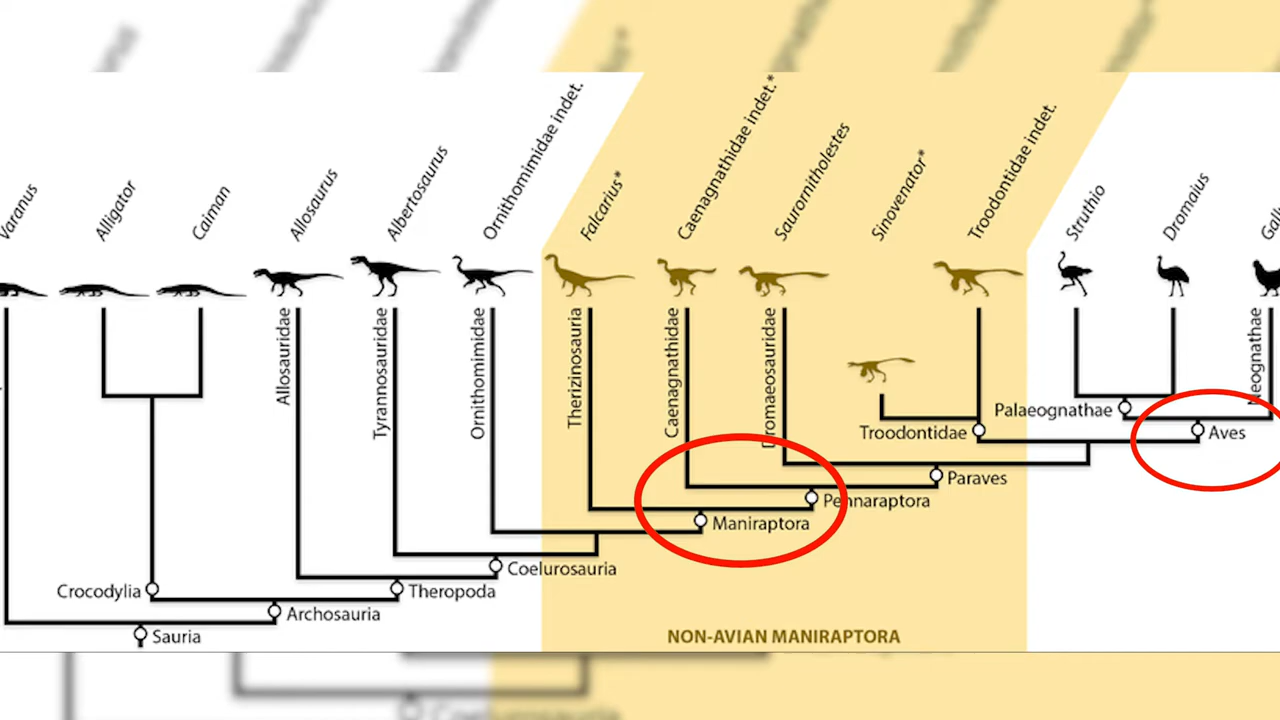 Varanus
Alligator
Caiman
Allosaurus
Albertosaurus
Ornithomimidae indet.
Falcarius*
Caenagnathidae indet.*
Saurornitholestes
Sinovenator*
Troodontidae indet.
Struthio
Dromaius
Allosauridae
Tyrannosauridae
Ornithomimidae
Therizinosauria
Caenagnathidae
Dromaeosauridae
Neognathae
Palaeognathae
Troodontidae
Aves
Paraves
Pennaraptora
Maniraptora
Coelurosauria
Crocodylia
Theropoda
Archosauria
Sauria
NON-AVIAN MANIRAPTORA